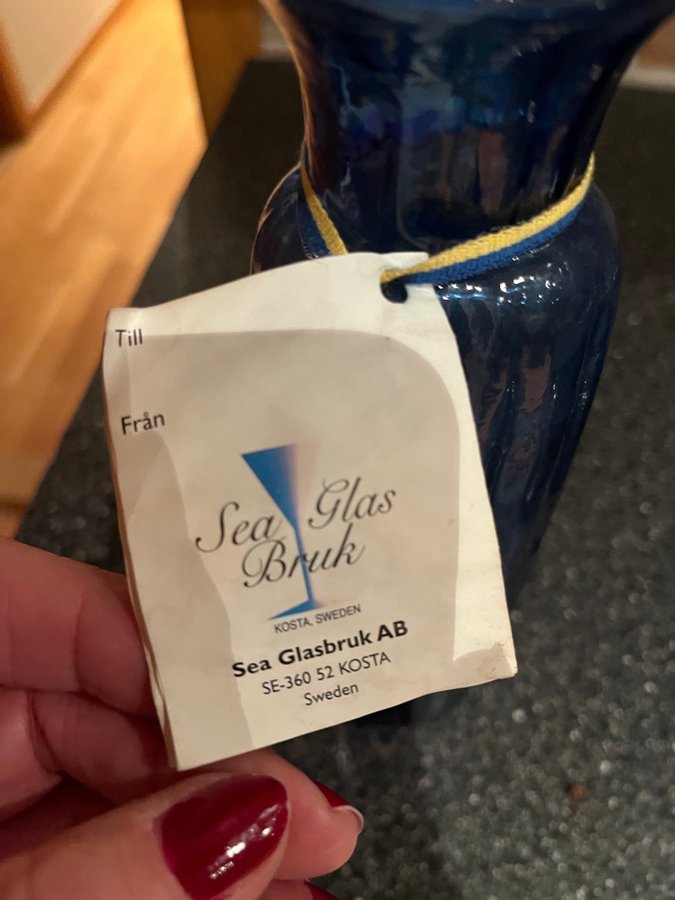 Till
Från
Sea Glas
Bruk
KOSTA, SWEDEN
Sea Glasbruk AB
SE-360 52 KOSTA
Sweden